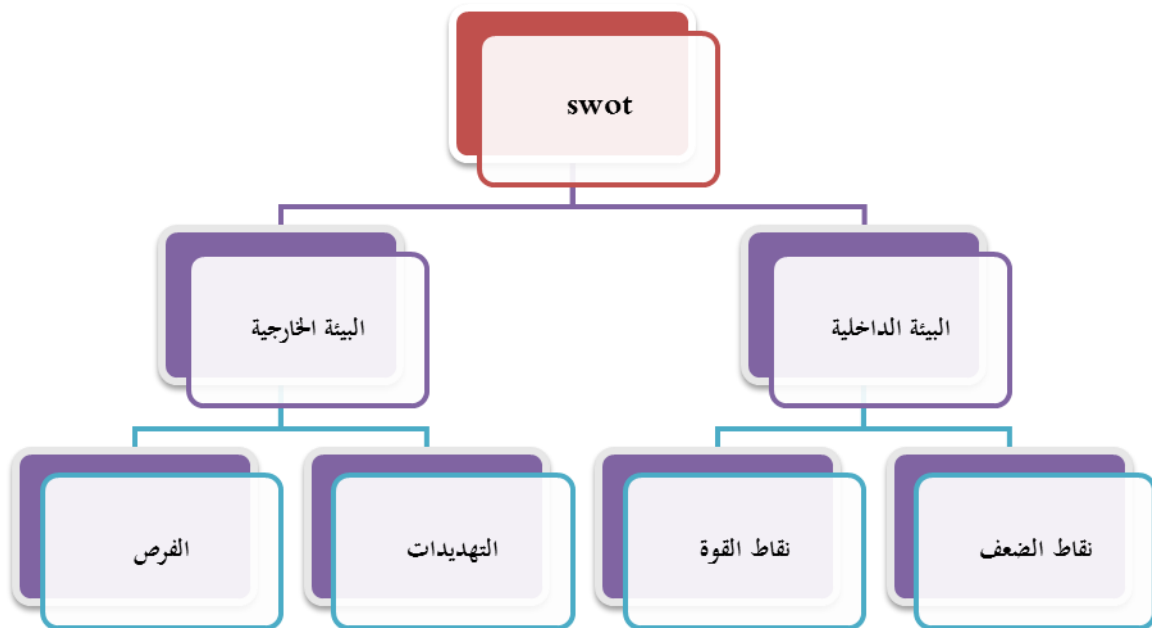 swot
البيئة الداخلية
البيئة الخارجية
نقاط الضعف
نقاط القوة
التهديدات
الفرص